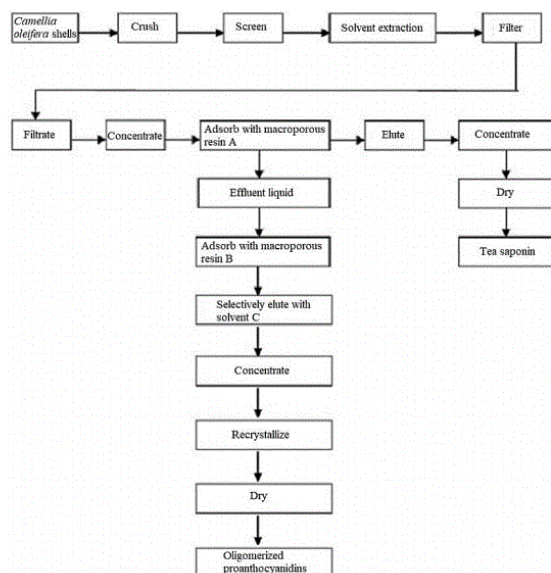 Camellia
oleifera shells
Crush
Screen
Solvent extraction
Filter
Filtrate
Concentrate
Adsorb with macroporous
resin A
Elute
Concentrate
Effluent liquid
Dry
Adsorb with macroporous
resin B
Tea saponin
Selectively elute with
solvent C
Concentrate
Recrystallize
Dry
Oligomerized
proanthocyanidins